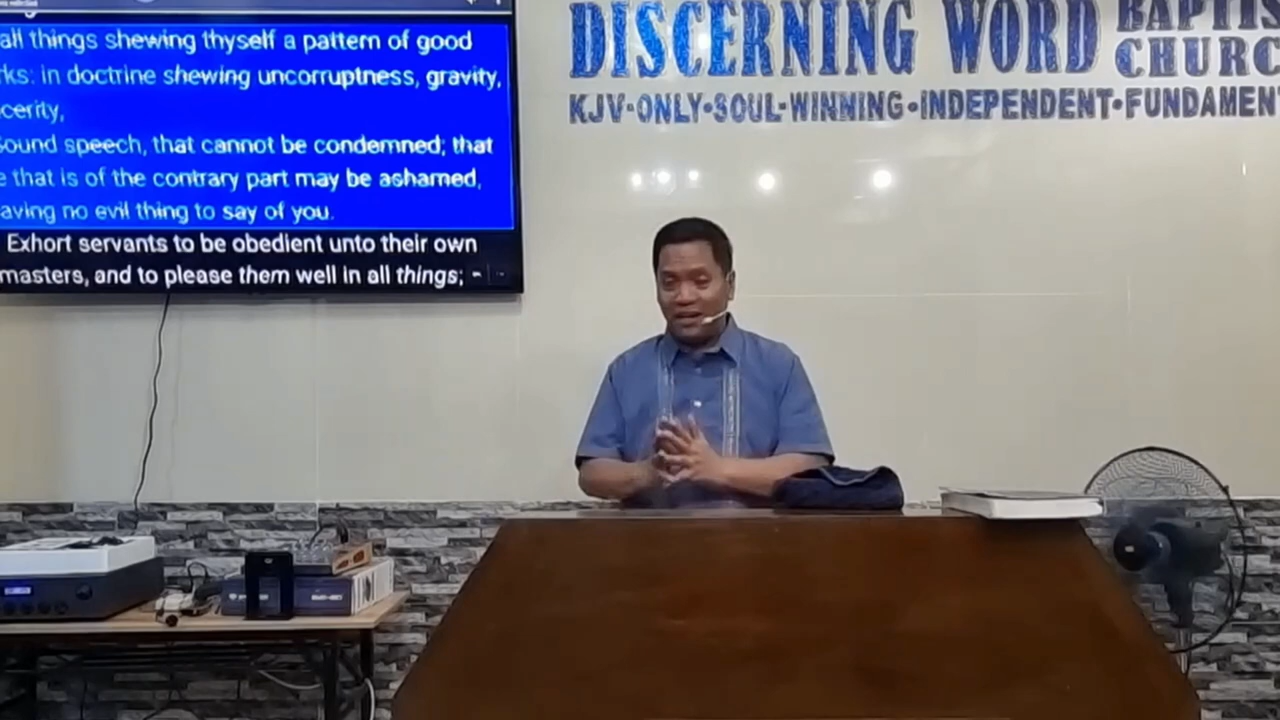 all things shewing thyself a pattern of good
rks: in doctrine shewing uncorruptness, gravity,
cerity,
Sound speech, that cannot be condemned; that
e that is of the contrary part may be ashamed,
aving no evil thing to say of you.
Exhort servants to be obedient unto their own
masters, and to please them well in all things;
DISCERNING WORD BAPTIS
CHURC
KJV-ONLY•SOUL-WINNING•INDEPENDENT•FUNDAMENT